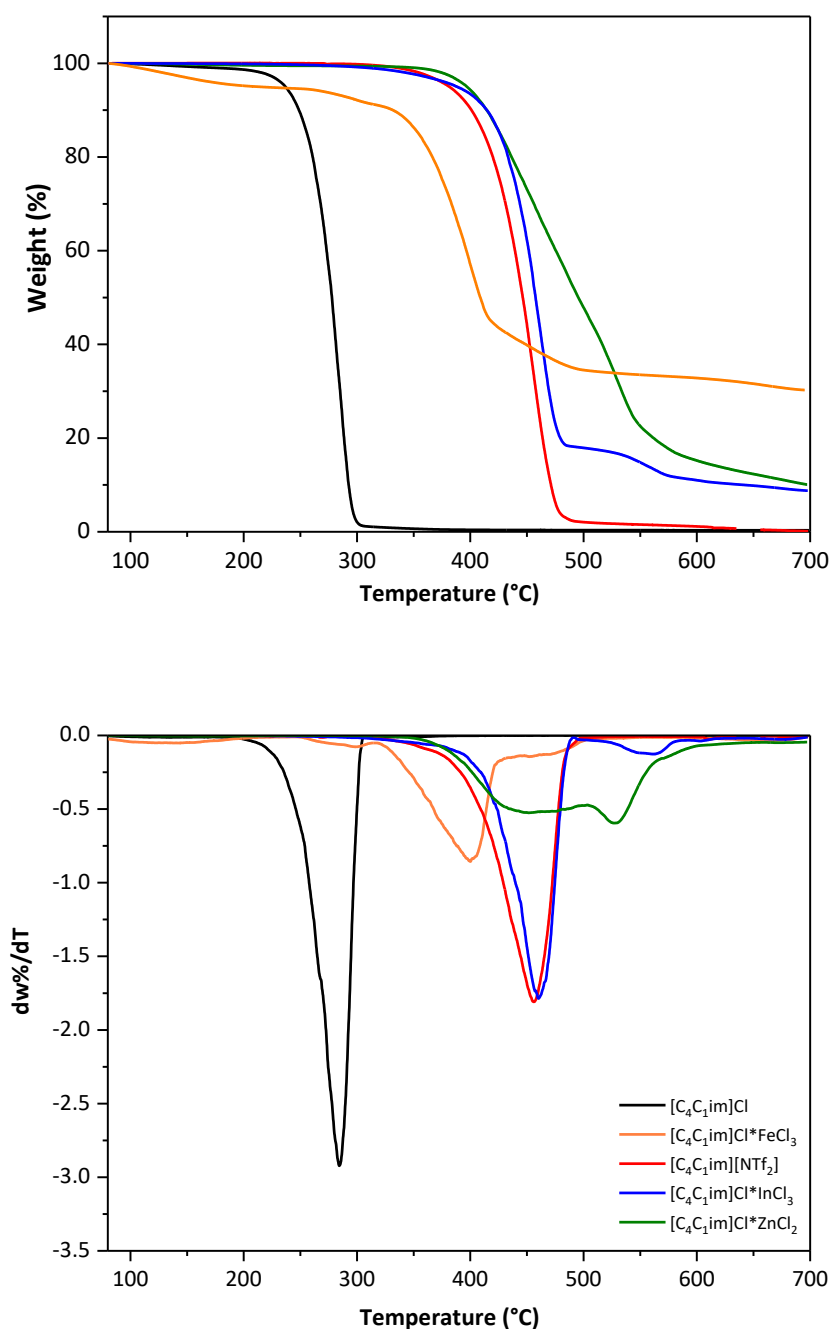 100
80
60
40
20
0
Weight (%)
100 200 300 400 500 600 700
Temperature (°C)
0.0
-0.5
-1.0
-1.5
-2.0
-2.5
-3.0
-3.5
dw%/dT
[C₄C₁im]Cl
[C₄C₁im]Cl*FeCl₃
[C₄C₁im][NTf₂]
[C₄C₁im]Cl*InCl₃
[C₄C₁im]Cl*ZnCl₂
100 200 300 400 500 600 700
Temperature (°C)